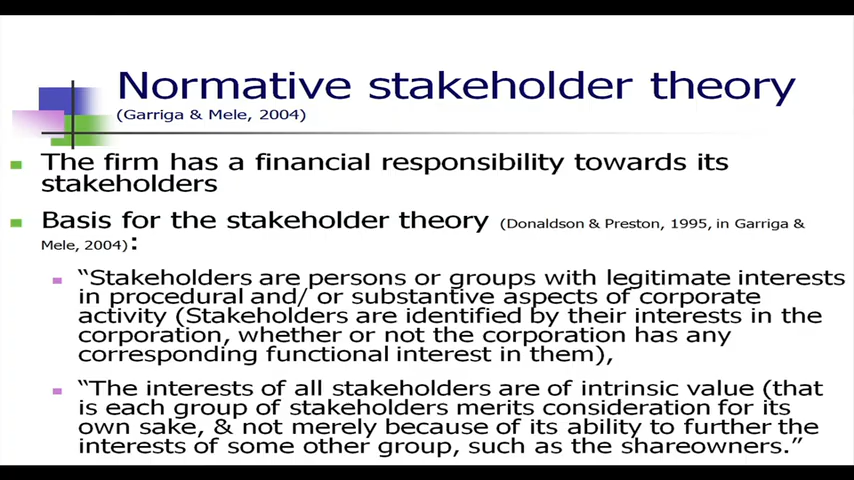 Normative stakeholder theory
(Garriga & Mele, 2004)
The firm has a financial responsibility towards its
stakeholders
Basis for the stakeholder theory (Donaldson & Preston, 1995, in Garriga &
Mele, 2004):
“Stakeholders are persons or groups with legitimate interests
in procedural and/ or substantive aspects of corporate
activity (Stakeholders are identified by their interests in the
corporation, whether or not the corporation has any
corresponding functional interest in them),
“The interests of all stakeholders are of intrinsic value (that
is each group of stakeholders merits consideration for its
own sake, & not merely because of its ability to further the
interests of some other group, such as the shareowners.”